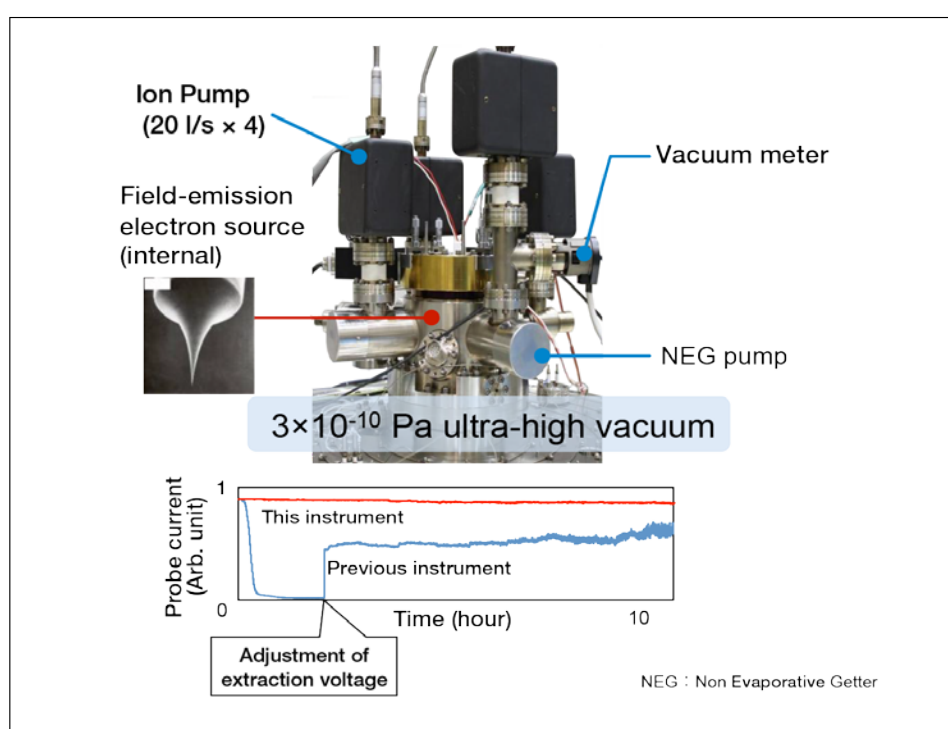 Ion Pump
(20 l/s × 4)
Vacuum meter
Field-emission
electron source
(internal)
NEG pump
3×10⁻¹⁰ Pa ultra-high vacuum
Probe current
(Arb. unit)
1
This instrument
Previous instrument
0
Time (hour)
10
Adjustment of
extraction voltage
NEG：Non Evaporative Getter